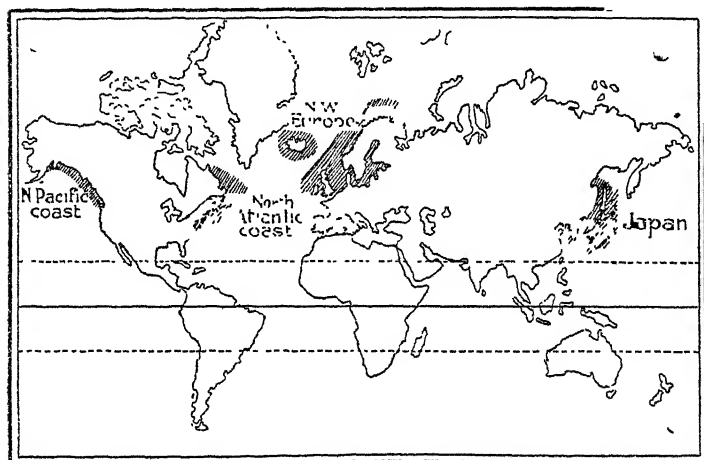 N.W.
Europe
N Pacific
coast
North
Atlantic
coast
Japan